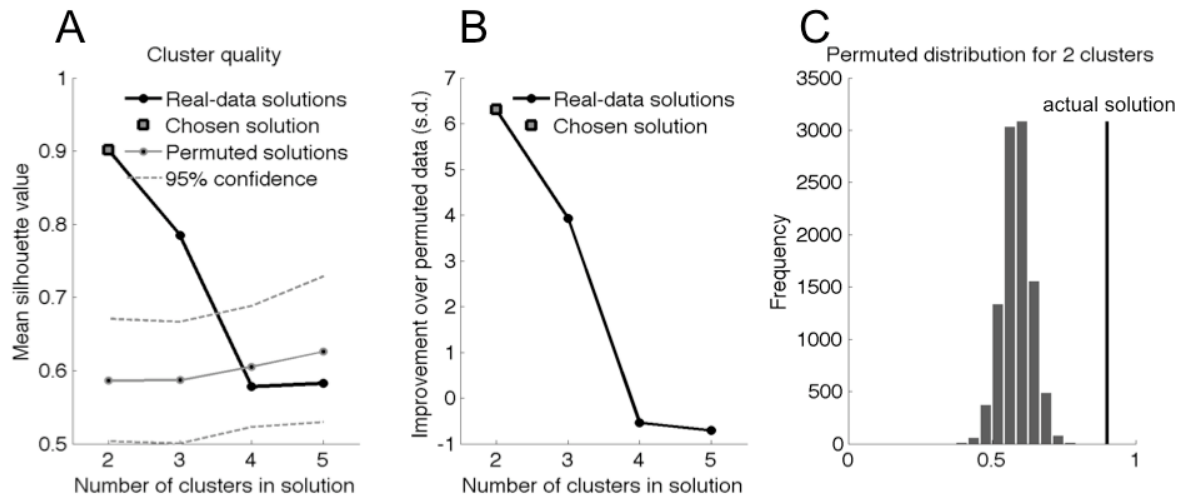 A
Cluster quality
Mean silhouette value
1
0.9
0.8
0.7
0.6
0.5
Real-data solutions
Chosen solution
Permuted solutions
95% confidence
2 3 4 5
Number of clusters in solution
B
Improvement over permuted data (s.d.)
7
6
5
4
3
2
1
0
-1
Real-data solutions
Chosen solution
2 3 4 5
Number of clusters in solution
C
Permuted distribution for 2 clusters
Frequency
3500
3000
2500
2000
1500
1000
500
0
actual solution
0 0.5 1